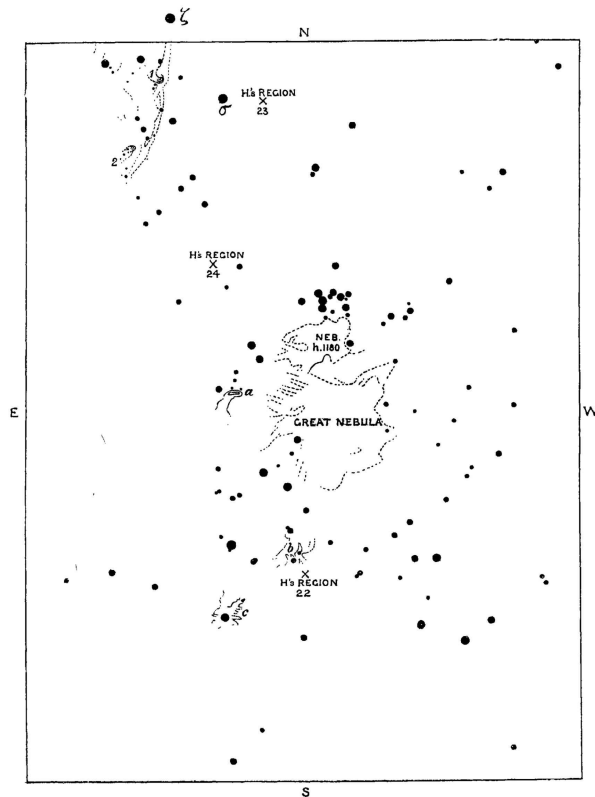 ζ
N
1
H's REGION
23
σ
2
H's REGION
24
NEB.
h.1180
a
E
W
GREAT NEBULA
b
H's REGION
22
c
S